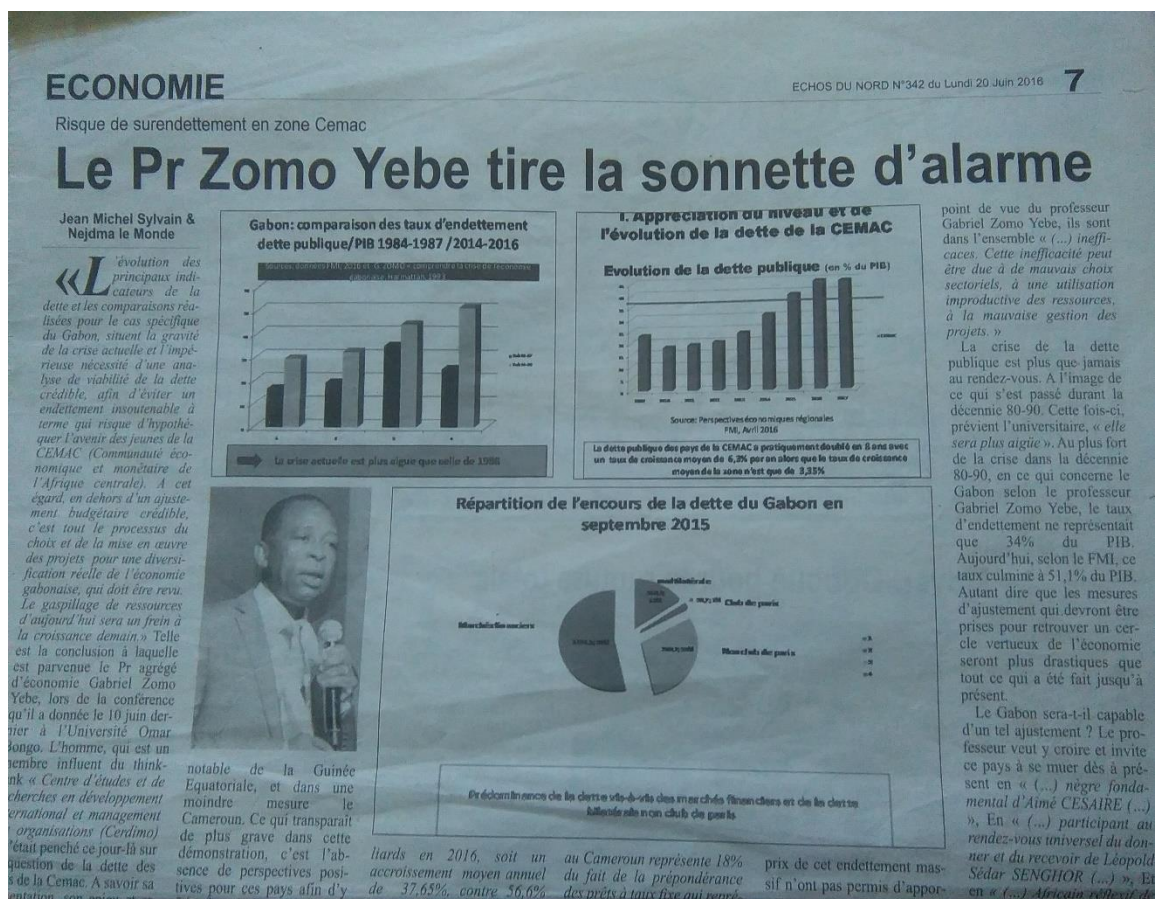 ECONOMIE
ECHOS DU NORD N°342 du Lundi 20 Juin 2016 7
Risque de surendettement en zone Cemac
Le Pr Zomo Yebe tire la sonnette d'alarme
Jean Michel Sylvain &
Nejdma le Monde
«L'évolution des
principaux indi-
cateurs de la
dette et les comparaisons réa-
lisées pour le cas spécifique
du Gabon, situent la gravité
de la crise actuelle et l'impé-
rieuse nécessité d'une ana-
lyse de viabilité de la dette
crédible, afin d'éviter un
endettement insoutenable à
terme qui risque d'hypothé-
quer l'avenir des jeunes de la
CEMAC (Communauté éco-
nomique et monétaire de
l'Afrique centrale). A cet
égard, en dehors d'un ajuste-
ment budgétaire crédible,
c'est tout le processus du
choix et de la mise en œuvre
des projets pour une diversi-
fication réelle de l'économie
gabonaise, qui doit être revu.
Le gaspillage de ressources
d'aujourd'hui sera un frein à
la croissance demain.» Telle
est la conclusion à laquelle
est parvenue le Pr agrégé
d'économie Gabriel Zomo
Yebe, lors de la conférence
qu'il a donnée le 10 juin der-
nier à l'Université Omar
Bongo. L'homme, qui est un
membre influent du think-
nk « Centre d'études et de
cherches en développement
ernational et management
organisations (Cerdimo)
'était penché ce jour-là sur
question de la dette des
s de la Cemac. A savoir sa
Gabon: comparaison des taux d'endettement
dette publique/PIB 1984-1987 /2014-2016
La crise actuelle est plus aigue que celle de 1986
I. Appréciation du niveau et de
l'évolution de la dette de la CEMAC
Evolution de la dette publique (en % du PIB)
Source: Perspectives économiques régionales
FMI, Avril 2016
La dette publique des pays de la CEMAC a pratiquement doublé en 8 ans avec
un taux de croissance moyen de 6,3% par an alors que le taux de croissance
moyen de la zone n'est que de 3,35%
Répartition de l'encours de la dette du Gabon en
septembre 2015
multilatérale
Club de paris
Marchés financiers
Non club de paris
Prédominance de la dette vis-à-vis des marchés financiers et de la dette
bilatérale non club de paris
notable de la Guinée
Equatoriale, et dans une
moindre mesure le
Cameroun. Ce qui transparaît
de plus grave dans cette
démonstration, c'est l'ab-
sence de perspectives posi-
tives pour ces pays afin d'y
liards en 2016, soit un
accroissement moyen annuel
de 37.65%, contre 56,6%
au Cameroun représente 18%
du fait de la prépondérance
des prêts à taux fixe qui repré-
prix de cet endettement mas-
sif n'ont pas permis d'appor-
point de vue du professeur
Gabriel Zomo Yebe, ils sont
dans l'ensemble « (...) ineffi-
caces. Cette inefficacité peut
être due à de mauvais choix
sectoriels, à une utilisation
improductive des ressources,
à la mauvaise gestion des
projets. »
La crise de la dette
publique est plus que jamais
au rendez-vous. A l'image de
ce qui s'est passé durant la
décennie 80-90. Cette fois-ci,
prévient l'universitaire, « elle
sera plus aigüe ». Au plus fort
de la crise dans la décennie
80-90, en ce qui concerne le
Gabon selon le professeur
Gabriel Zomo Yebe, le taux
d'endettement ne représentait
que 34% du PIB.
Aujourd'hui, selon le FMI, ce
taux culmine à 51,1% du PIB.
Autant dire que les mesures
d'ajustement qui devront être
prises pour retrouver un cer-
cle vertueux de l'économie
seront plus drastiques que
tout ce qui a été fait jusqu'à
présent.
Le Gabon sera-t-il capable
d'un tel ajustement ? Le pro-
fesseur veut y croire et invite
ce pays à se muer dès à pré-
sent en « (...) nègre fonda-
mental d'Aimé CESAIRE (...)
», En « (...) participant au
rendez-vous universel du don-
ner et du recevoir de Léopold
Sédar SENGHOR (...) », Et
en « (...) Africain réflexif de